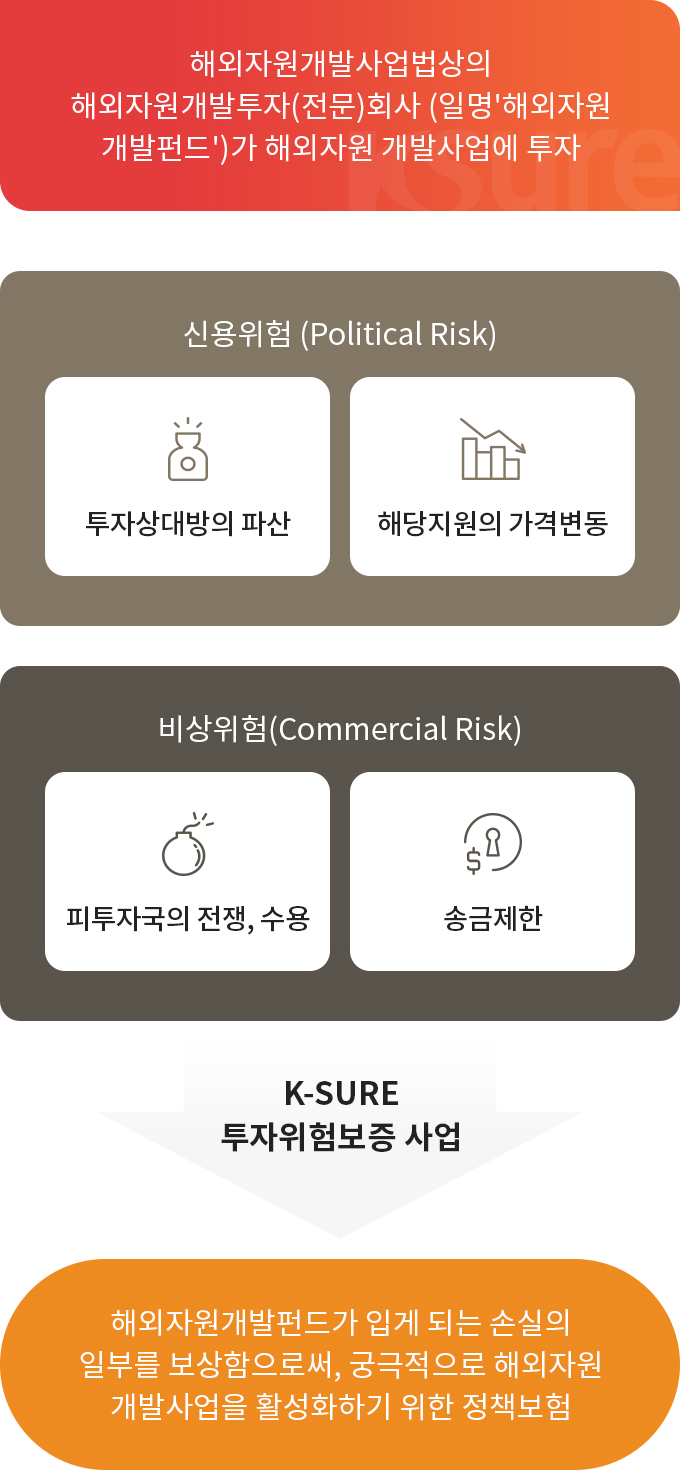 해외자원개발사업법상의
해외자원개발투자(전문)회사 (일명'해외자원
개발펀드')가 해외자원 개발사업에 투자
ksure
신용위험 (Political Risk)
투자상대방의 파산
해당지원의 가격변동
비상위험(Commercial Risk)
피투자국의 전쟁, 수용
송금제한
K-SURE
투자위험보증 사업
해외자원개발펀드가 입게 되는 손실의
일부를 보상함으로써, 궁극적으로 해외자원
개발사업을 활성화하기 위한 정책보험